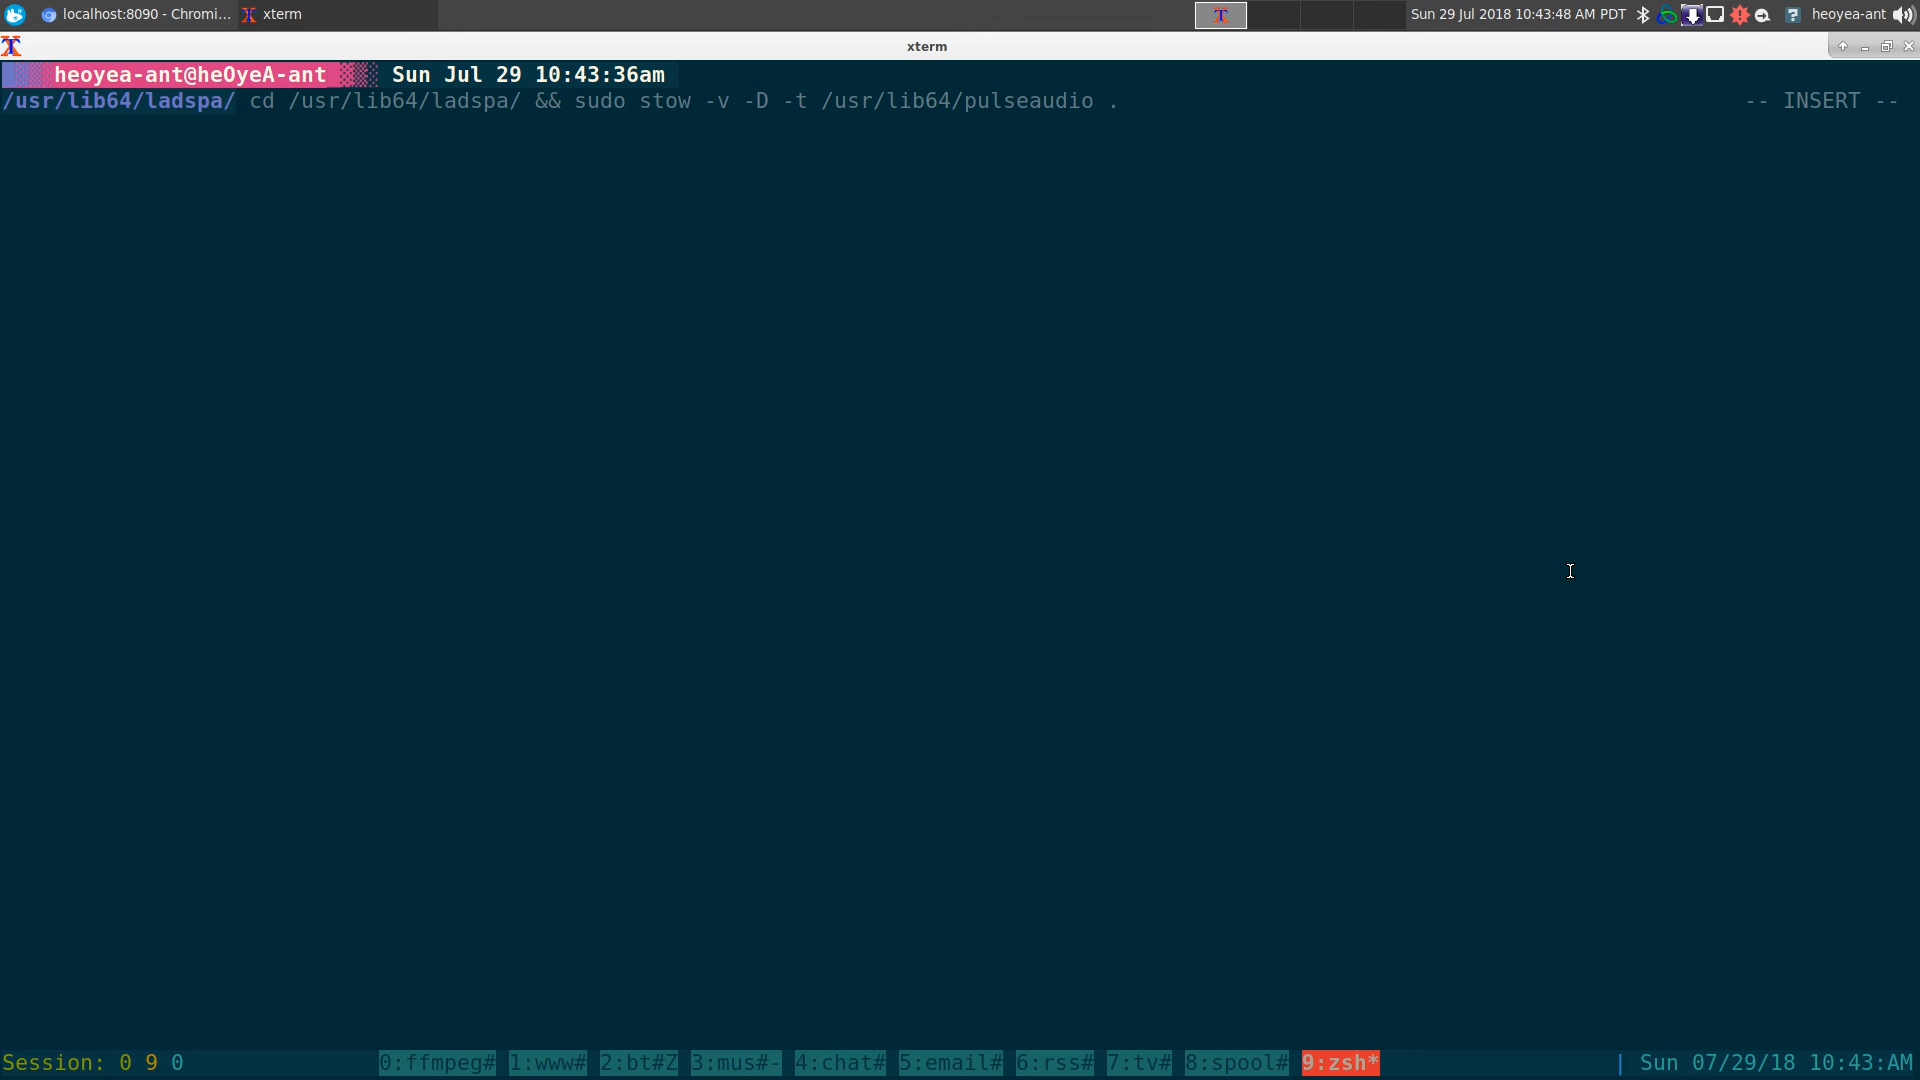 localhost:8090 - Chromi...
xterm
Sun 29 Jul 2018 10:43:48 AM PDT
heoyea-ant
xterm
heoyea-ant@heOyeA-ant Sun Jul 29 10:43:36am
/usr/lib64/ladspa/ cd /usr/lib64/ladspa/ && sudo stow -v -D -t /usr/lib64/pulseaudio . -- INSERT --
Session: 0 9 0 0:ffmpeg# 1:www# 2:bt#Z 3:mus#- 4:chat# 5:email# 6:rss# 7:tv# 8:spool# 9:zsh* | Sun 07/29/18 10:43:AM